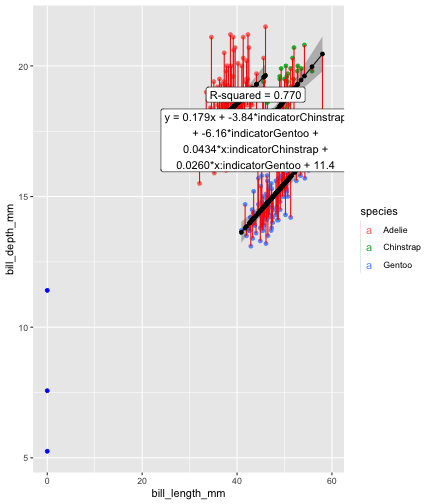 20
15
10
5
bill_depth_mm
R-squared = 0.770
y = 0.179x + -3.84*indicatorChinstrap
+ -6.16*indicatorGentoo +
0.0434*x:indicatorChinstrap +
0.0260*x:indicatorGentoo + 11.4
0 20 40 60
bill_length_mm
species
a Adelie
a Chinstrap
a Gentoo